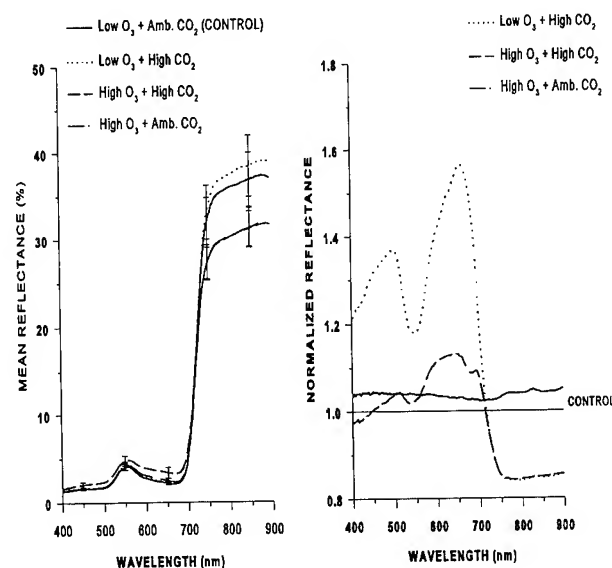 Low O₃ + Amb. CO₂ (CONTROL)
Low O₃ + High CO₂
High O₃ + High CO₂
High O₃ + Amb. CO₂
50
40
30
20
10
0
MEAN REFLECTANCE (%)
400 500 600 700 800 900
WAVELENGTH (nm)
Low O₃ + High CO₂
High O₃ + High CO₂
High O₃ + Amb. CO₂
1.8
1.6
1.4
1.2
1.0
0.8
NORMALIZED REFLECTANCE
CONTROL
400 500 600 700 800 900
WAVELENGTH (nm)